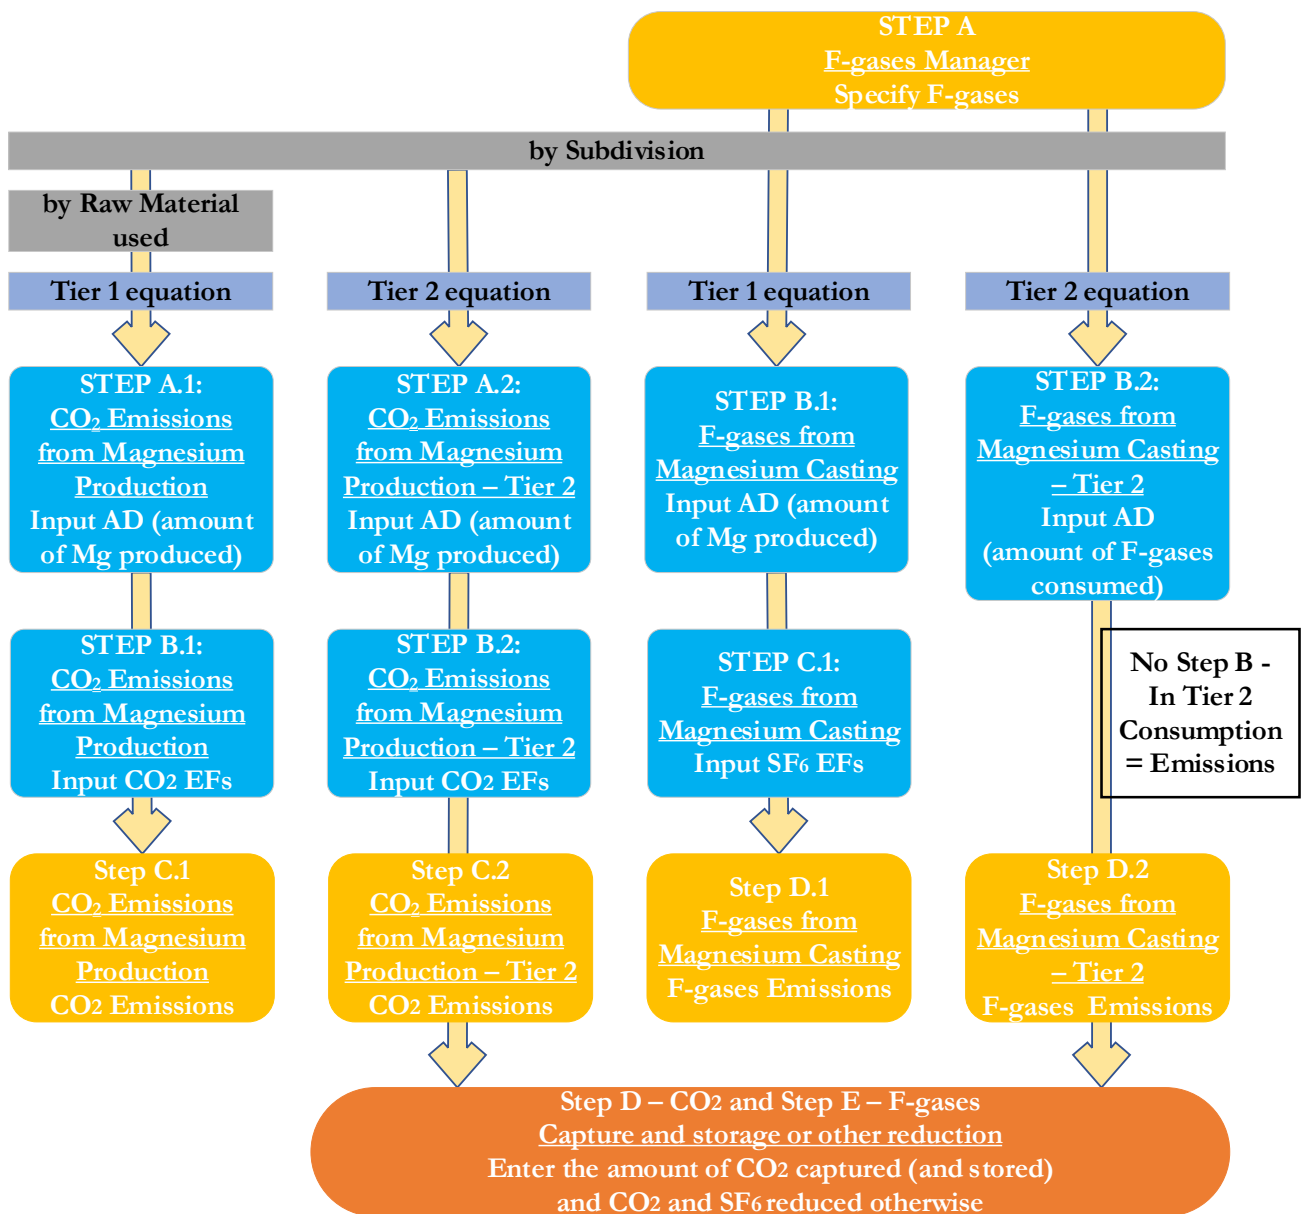 STEP A
F-gases Manager
Specify F-gases
by Subdivision
by Raw Material
used
Tier 1 equation
Tier 2 equation
Tier 1 equation
Tier 2 equation
STEP A.1:
CO₂ Emissions
from Magnesium
Production
Input AD (amount
of Mg produced)
STEP A.2:
CO₂ Emissions
from Magnesium
Production – Tier 2
Input AD (amount
of Mg produced)
STEP B.1:
F-gases from
Magnesium Casting
Input AD (amount
of Mg produced)
STEP B.2:
F-gases from
Magnesium Casting
– Tier 2
Input AD
(amount of F-gases
consumed)
STEP B.1:
CO₂ Emissions
from Magnesium
Production
Input CO2 EFs
STEP B.2:
CO₂ Emissions
from Magnesium
Production – Tier 2
Input CO2 EFs
STEP C.1:
F-gases from
Magnesium Casting
Input SF6 EFs
No Step B -
In Tier 2
Consumption
= Emissions
Step C.1
CO₂ Emissions
from Magnesium
Production
CO2 Emissions
Step C.2
CO₂ Emissions
from Magnesium
Production – Tier 2
CO2 Emissions
Step D.1
F-gases from
Magnesium Casting
F-gases Emissions
Step D.2
F-gases from
Magnesium Casting
– Tier 2
F-gases Emissions
Step D – CO2 and Step E – F-gases
Capture and storage or other reduction
Enter the amount of CO2 captured (and stored)
and CO2 and SF6 reduced otherwise